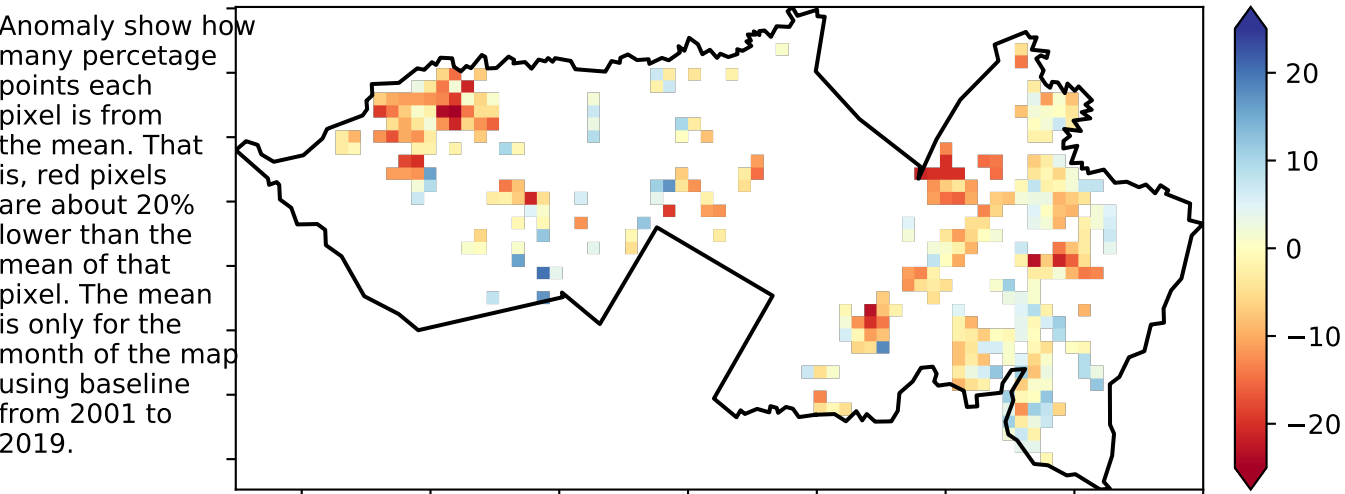 Anomaly show how
many percetage
points each
pixel is from
the mean. That
is, red pixels
are about 20%
lower than the
mean of that
pixel. The mean
is only for the
month of the map
using baseline
from 2001 to
2019.
20
10
0
−10
−20